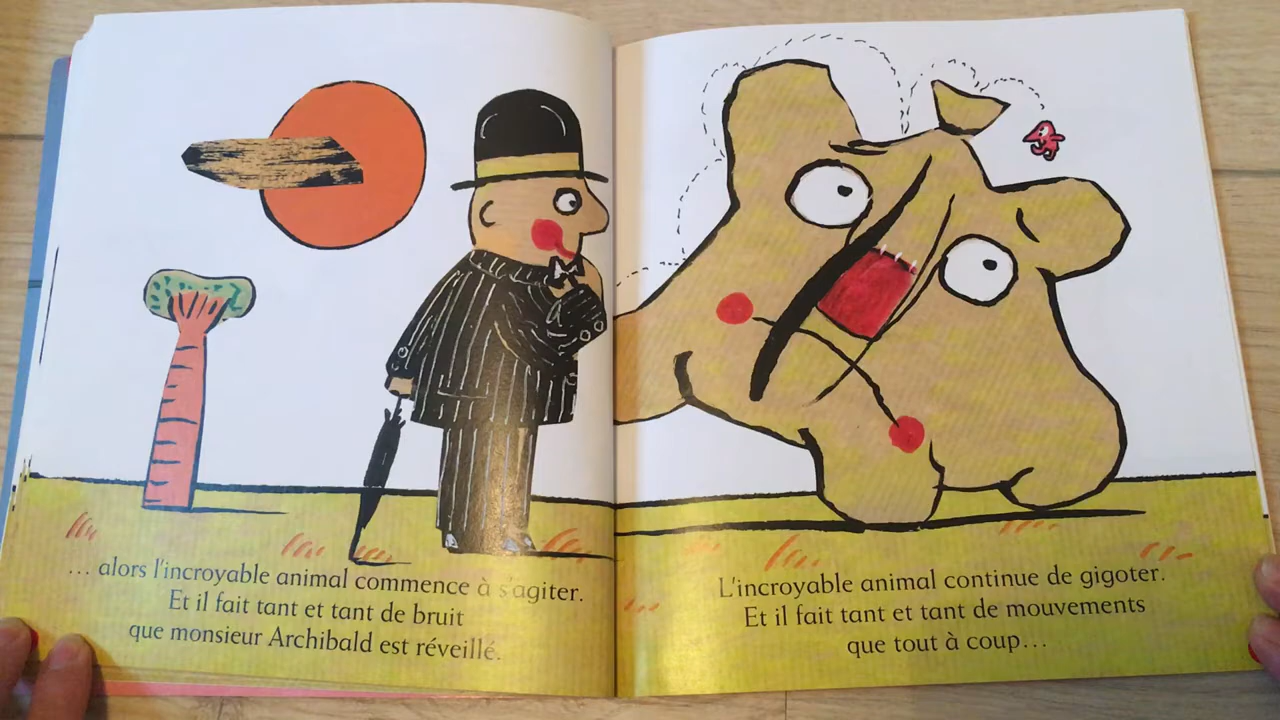 … alors l'incroyable animal commence à s'agiter.
Et il fait tant et tant de bruit
que monsieur Archibald est réveillé.
L'incroyable animal continue de gigoter.
Et il fait tant et tant de mouvements
que tout à coup…